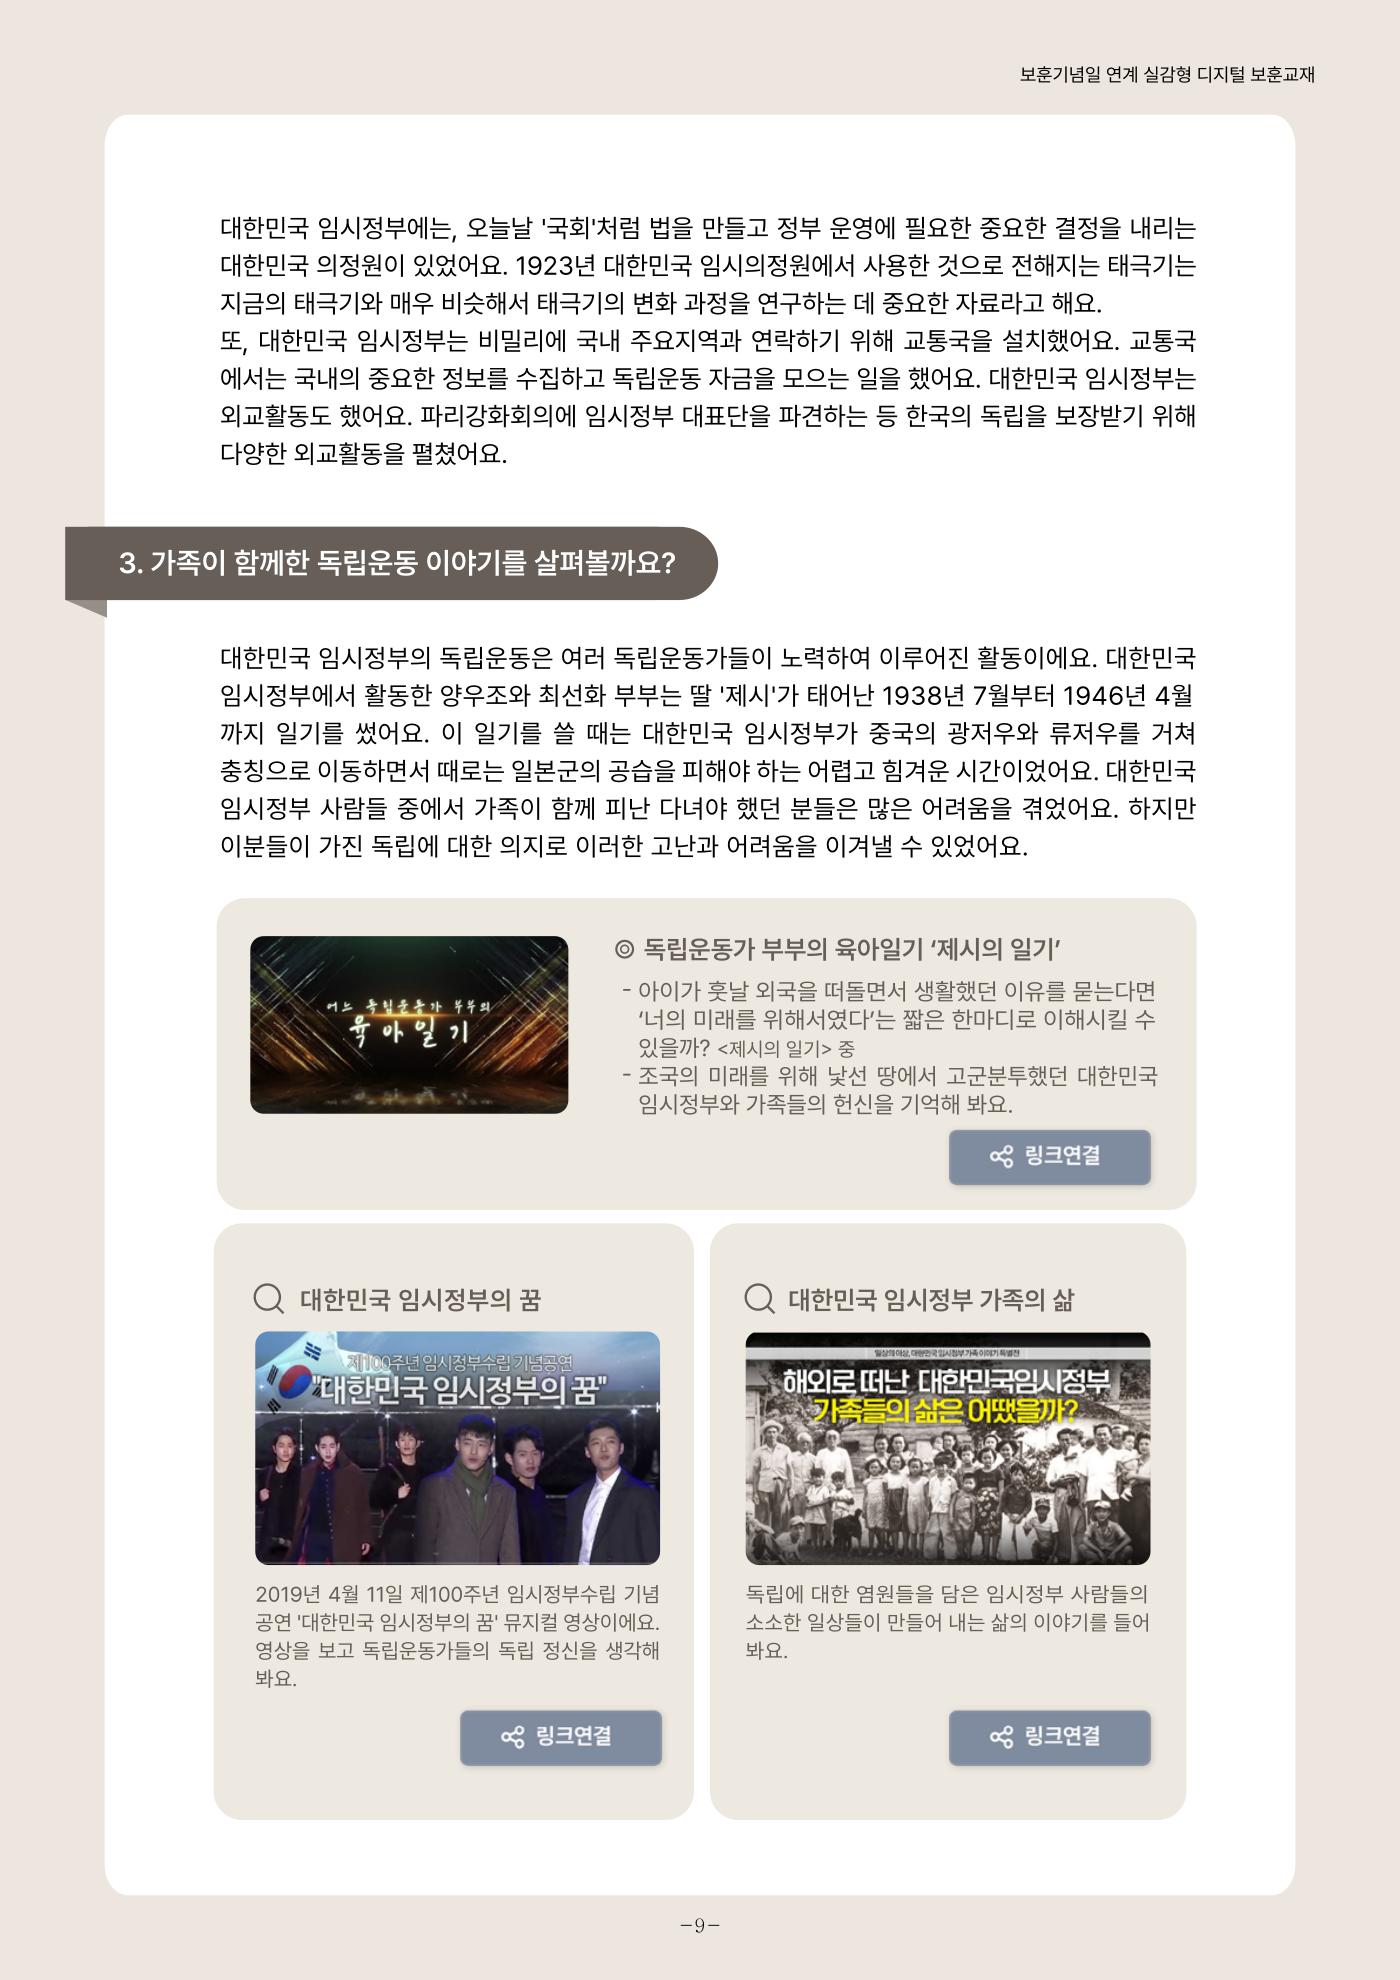 보훈기념일 연계 실감형 디지털 보훈교재
대한민국 임시정부에는, 오늘날 '국회'처럼 법을 만들고 정부 운영에 필요한 중요한 결정을 내리는
대한민국 의정원이 있었어요. 1923년 대한민국 임시의정원에서 사용한 것으로 전해지는 태극기는
지금의 태극기와 매우 비슷해서 태극기의 변화 과정을 연구하는 데 중요한 자료라고 해요.
또, 대한민국 임시정부는 비밀리에 국내 주요지역과 연락하기 위해 교통국을 설치했어요. 교통국
에서는 국내의 중요한 정보를 수집하고 독립운동 자금을 모으는 일을 했어요. 대한민국 임시정부는
외교활동도 했어요. 파리강화회의에 임시정부 대표단을 파견하는 등 한국의 독립을 보장받기 위해
다양한 외교활동을 펼쳤어요.
3. 가족이 함께한 독립운동 이야기를 살펴볼까요?
대한민국 임시정부의 독립운동은 여러 독립운동가들이 노력하여 이루어진 활동이에요. 대한민국
임시정부에서 활동한 양우조와 최선화 부부는 딸 '제시'가 태어난 1938년 7월부터 1946년 4월
까지 일기를 썼어요. 이 일기를 쓸 때는 대한민국 임시정부가 중국의 광저우와 류저우를 거쳐
충칭으로 이동하면서 때로는 일본군의 공습을 피해야 하는 어렵고 힘겨운 시간이었어요. 대한민국
임시정부 사람들 중에서 가족이 함께 피난 다녀야 했던 분들은 많은 어려움을 겪었어요. 하지만
이분들이 가진 독립에 대한 의지로 이러한 고난과 어려움을 이겨낼 수 있었어요.
어느 독립운동가 부부의
육아일기
◎ 독립운동가 부부의 육아일기 ‘제시의 일기’
- 아이가 훗날 외국을 떠돌면서 생활했던 이유를 묻는다면
‘너의 미래를 위해서였다’는 짧은 한마디로 이해시킬 수
있을까? <제시의 일기> 중
- 조국의 미래를 위해 낯선 땅에서 고군분투했던 대한민국
임시정부와 가족들의 헌신을 기억해 봐요.
링크연결
대한민국 임시정부의 꿈
제100주년 임시정부수립 기념공연
"대한민국 임시정부의 꿈"
2019년 4월 11일 제100주년 임시정부수립 기념
공연 '대한민국 임시정부의 꿈' 뮤지컬 영상이에요.
영상을 보고 독립운동가들의 독립 정신을 생각해
봐요.
링크연결
대한민국 임시정부 가족의 삶
일상의 이상, 대한민국 임시정부 가족 이야기 특별전
해외로 떠난 대한민국임시정부
가족들의 삶은 어땠을까?
독립에 대한 염원들을 담은 임시정부 사람들의
소소한 일상들이 만들어 내는 삶의 이야기를 들어
봐요.
링크연결
-9-